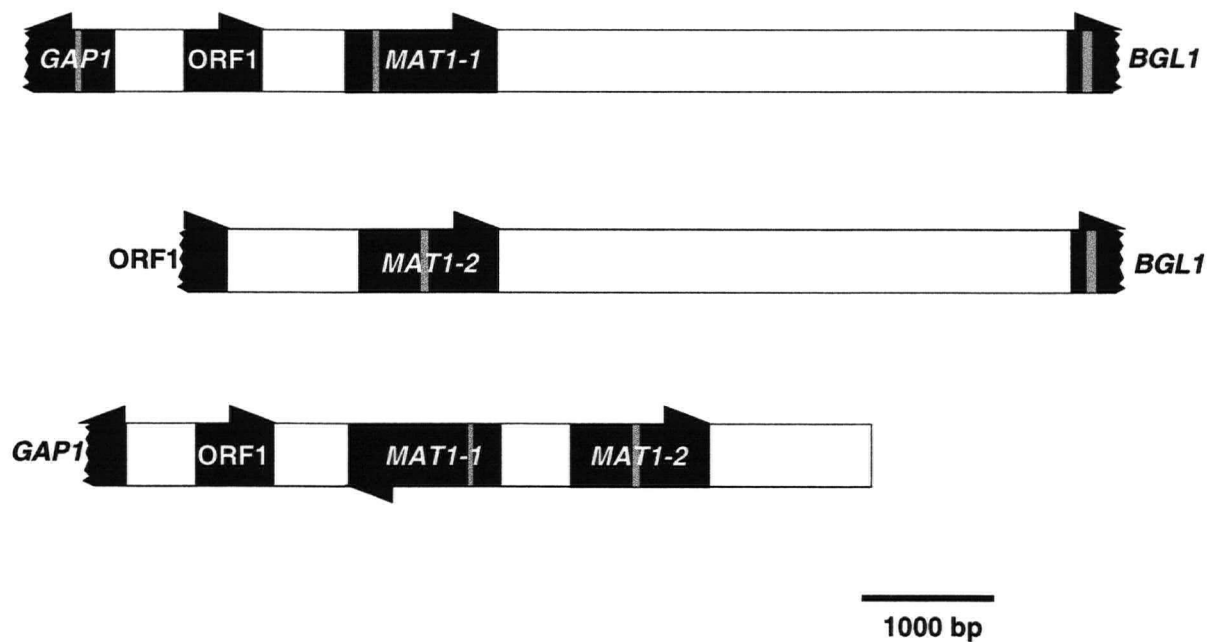 GAP1 ORF1 MAT1-1 BGL1
ORF1 MAT1-2 BGL1
GAP1 ORF1 MAT1-1 MAT1-2
1000 bp